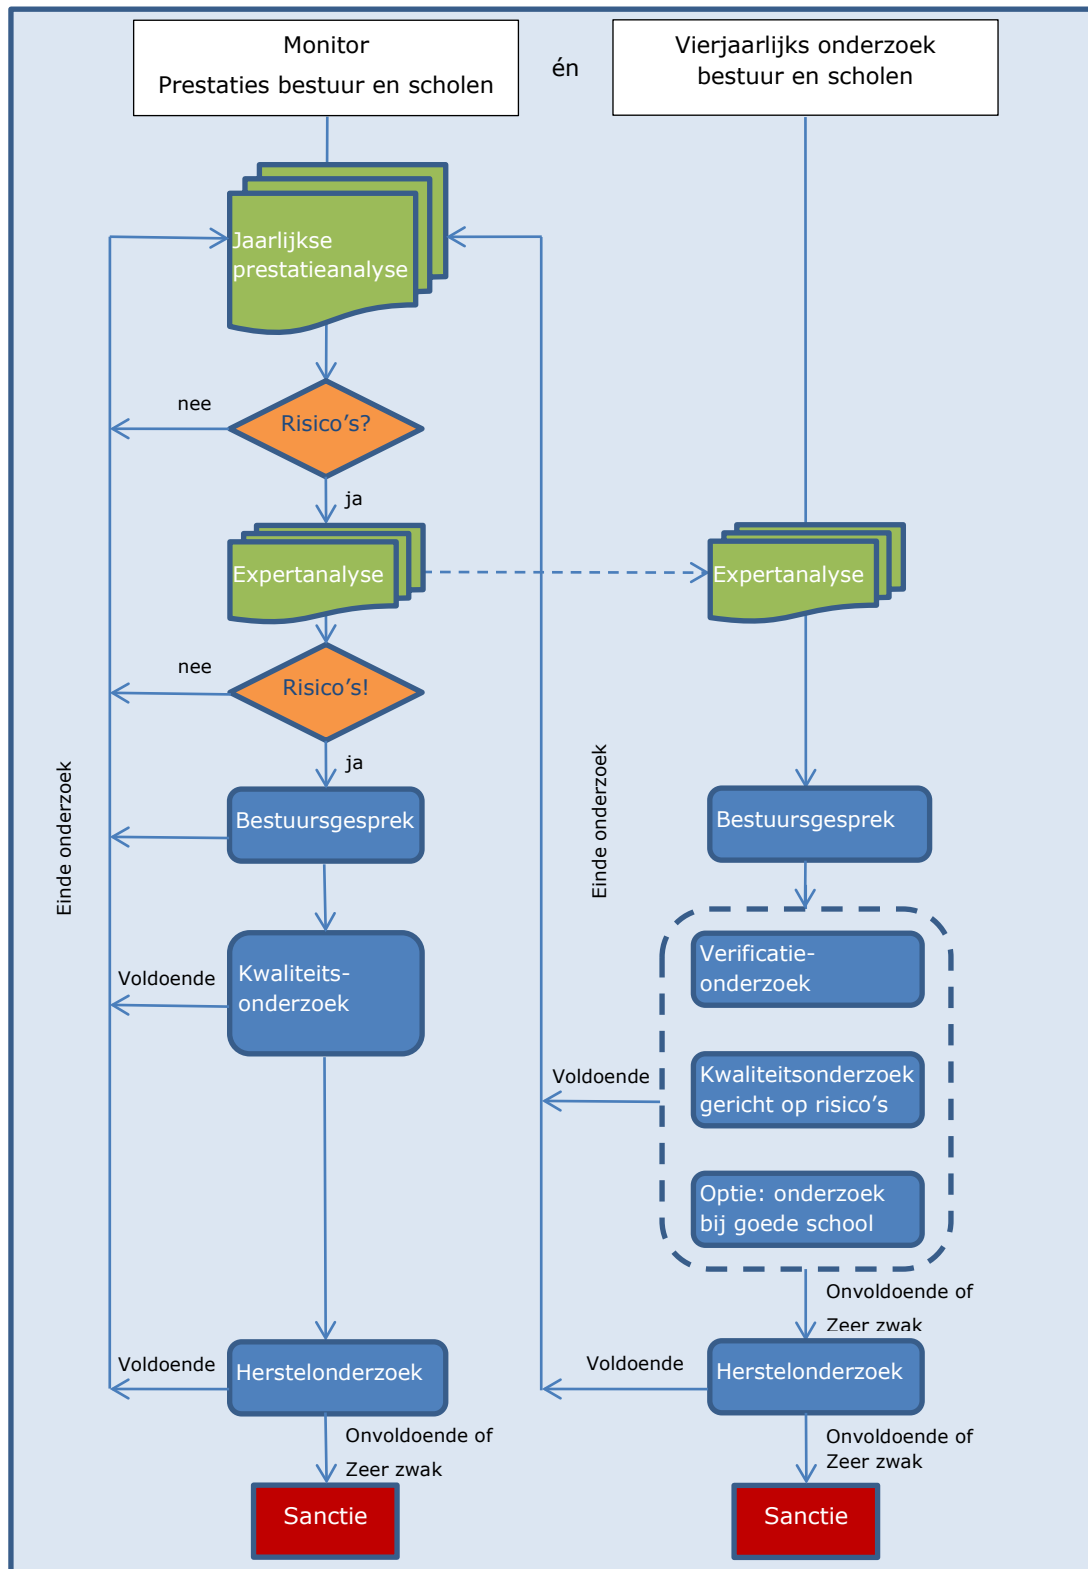 Monitor
Prestaties bestuur en scholen
én
Vierjaarlijks onderzoek
bestuur en scholen
Jaarlijkse
prestatieanalyse
nee
Risico's?
ja
Expertanalyse
Expertanalyse
nee
Risico's!
ja
Einde onderzoek
Bestuursgesprek
Einde onderzoek
Bestuursgesprek
Voldoende
Kwaliteits-
onderzoek
Verificatie-
onderzoek
Voldoende
Kwaliteitsonderzoek
gericht op risico's
Optie: onderzoek
bij goede school
Onvoldoende of
Zeer zwak
Voldoende
Herstelonderzoek
Voldoende
Herstelonderzoek
Onvoldoende of
Zeer zwak
Onvoldoende of
Zeer zwak
Sanctie
Sanctie